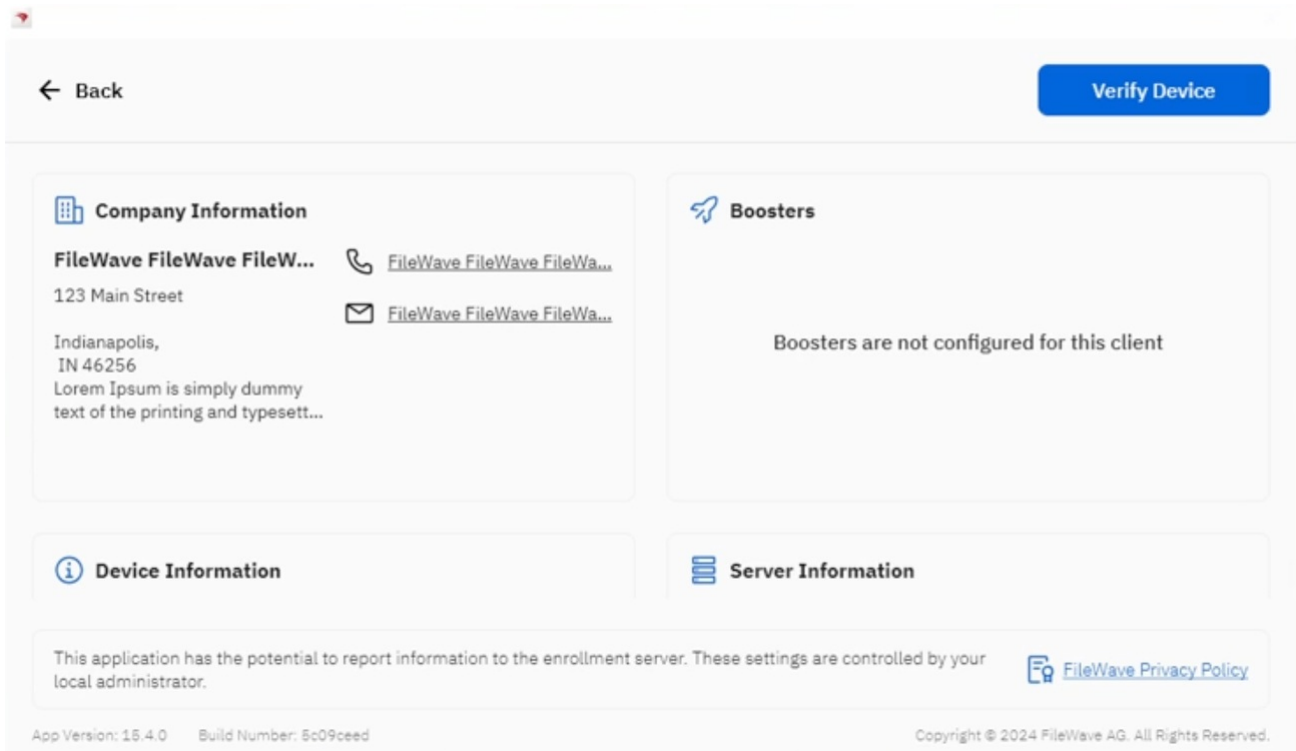 Back
Verify Device
Company Information
FileWave FileWave FileW...
123 Main Street
Indianapolis,
IN 46256
Lorem Ipsum is simply dummy
text of the printing and typesett...
FileWave FileWave FileWa...
FileWave FileWave FileWa...
Boosters
Boosters are not configured for this client
Device Information
Server Information
This application has the potential to report information to the enrollment server. These settings are controlled by your
local administrator.
FileWave Privacy Policy
App Version: 15.4.0 Build Number: 5c09ceed
Copyright © 2024 FileWave AG. All Rights Reserved.